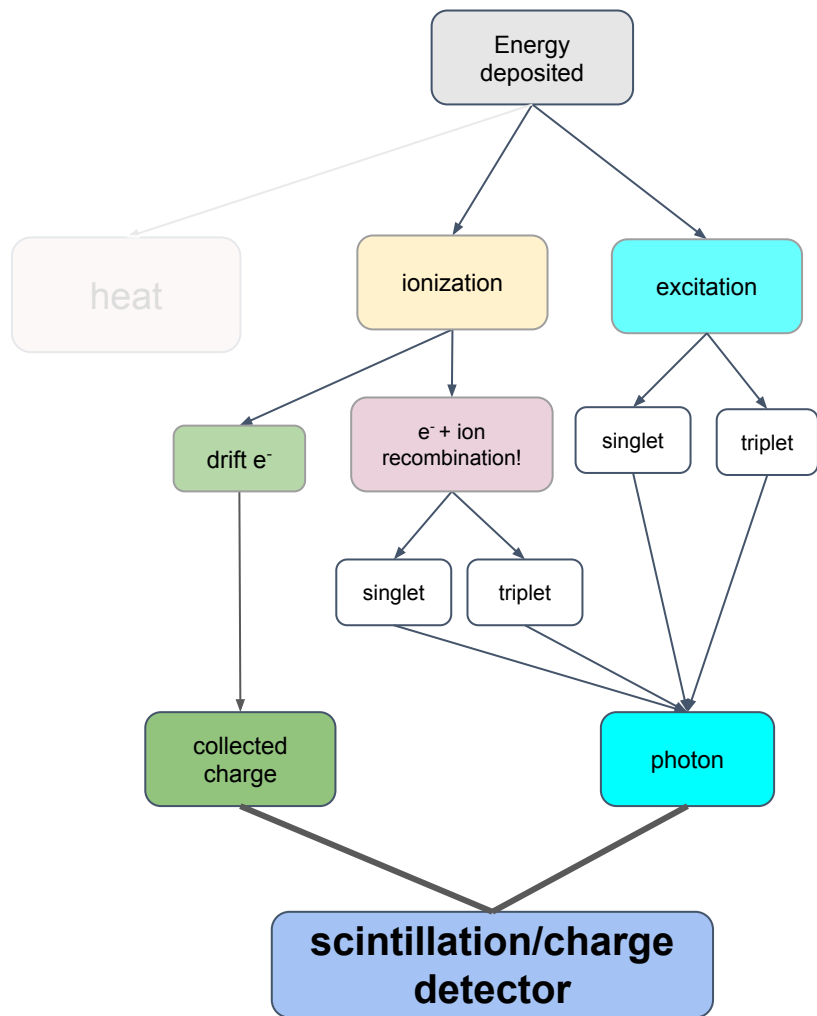 Energy
deposited
heat
ionization
excitation
drift e⁻
e⁻ + ion
recombination!
singlet
triplet
singlet
triplet
collected
charge
photon
scintillation/charge
detector